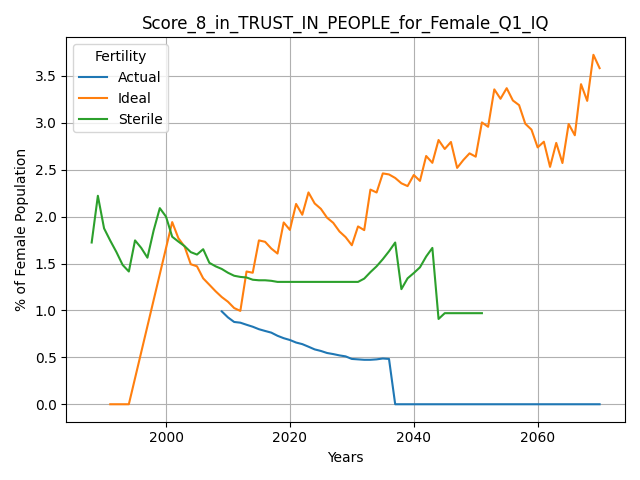 Score_8_in_TRUST_IN_PEOPLE_for_Female_Q1_IQ
Fertility
Actual
Ideal
Sterile
% of Female Population
3.5
3.0
2.5
2.0
1.5
1.0
0.5
0.0
2000
2020
2040
2060
Years